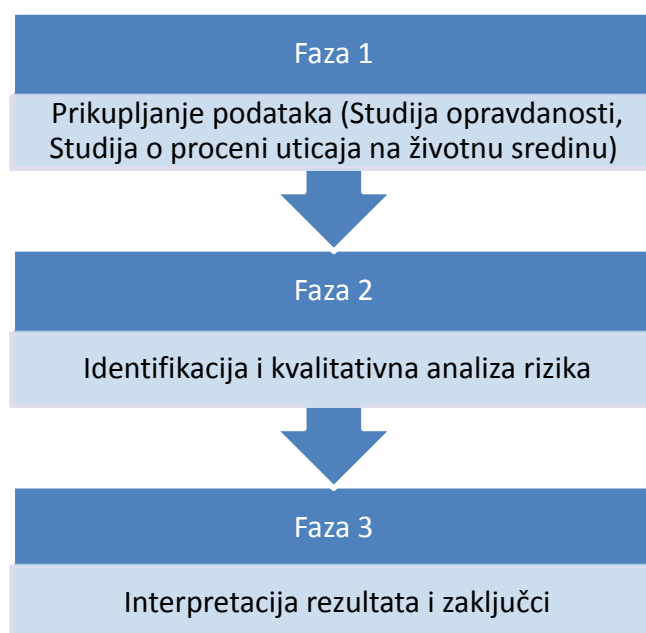 Faza 1
Prikupljanje podataka (Studija opravdanosti,
Studija o proceni uticaja na životnu sredinu)
Faza 2
Identifikacija i kvalitativna analiza rizika
Faza 3
Interpretacija rezultata i zaključci